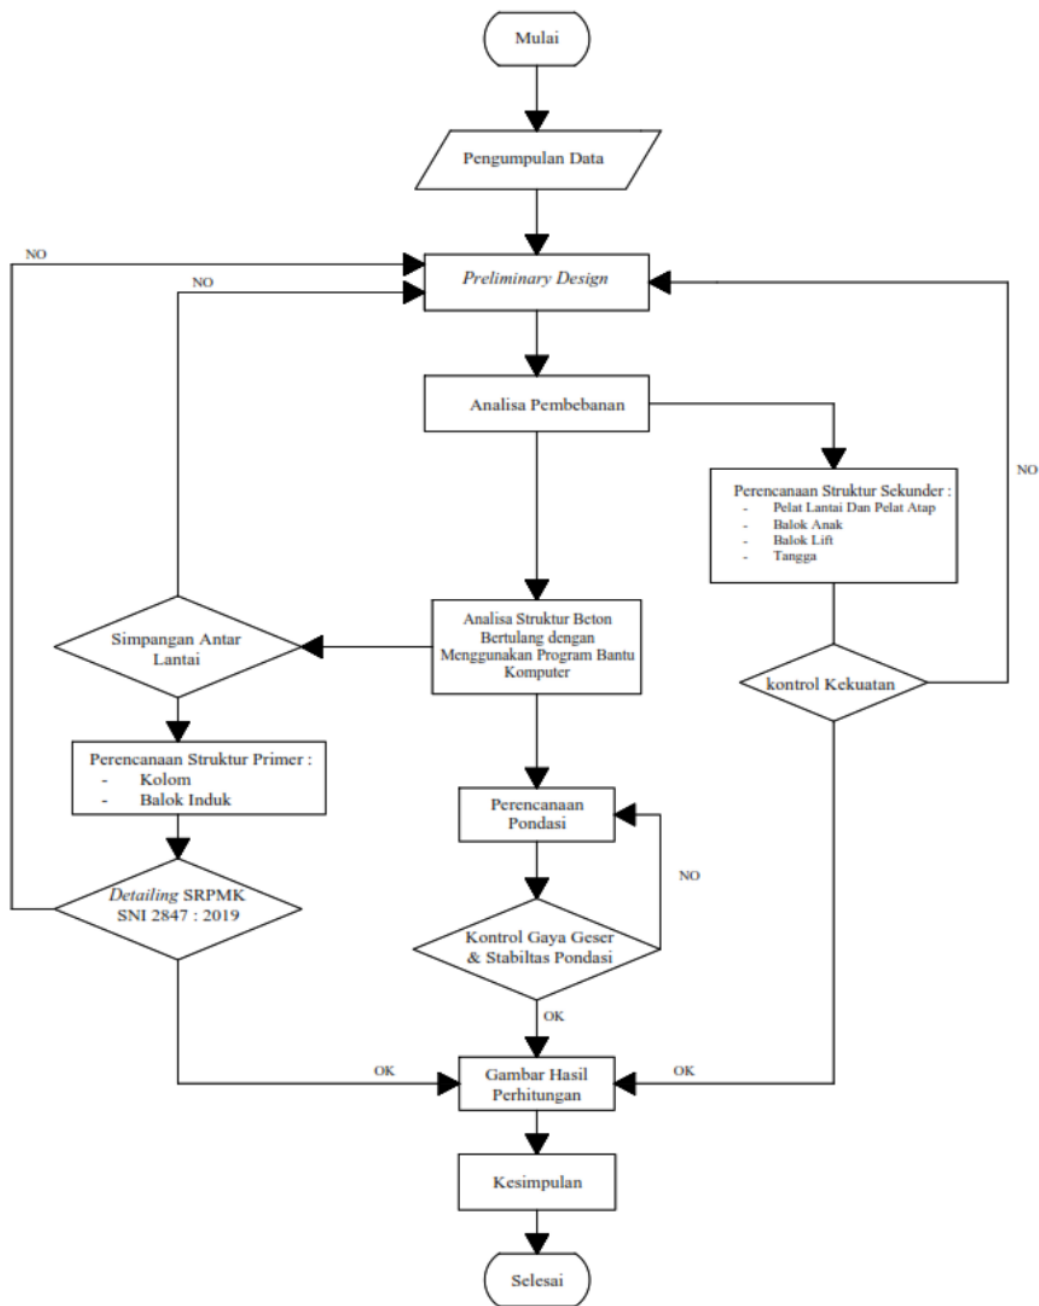 Mulai
Pengumpulan Data
NO
Preliminary Design
NO
Analisa Pembebanan
NO
Perencanaan Struktur Sekunder :
- Pelat Lantai Dan Pelat Atap
- Balok Anak
- Balok Lift
- Tangga
Simpangan Antar
Lantai
Analisa Struktur Beton
Bertulang dengan
Menggunakan Program Bantu
Komputer
kontrol Kekuatan
Perencanaan Struktur Primer :
- Kolom
- Balok Induk
Perencanaan
Pondasi
NO
Detailing SRPMK
SNI 2847 : 2019
Kontrol Gaya Geser
& Stabiltas Pondasi
OK
OK
Gambar Hasil
Perhitungan
OK
Kesimpulan
Selesai